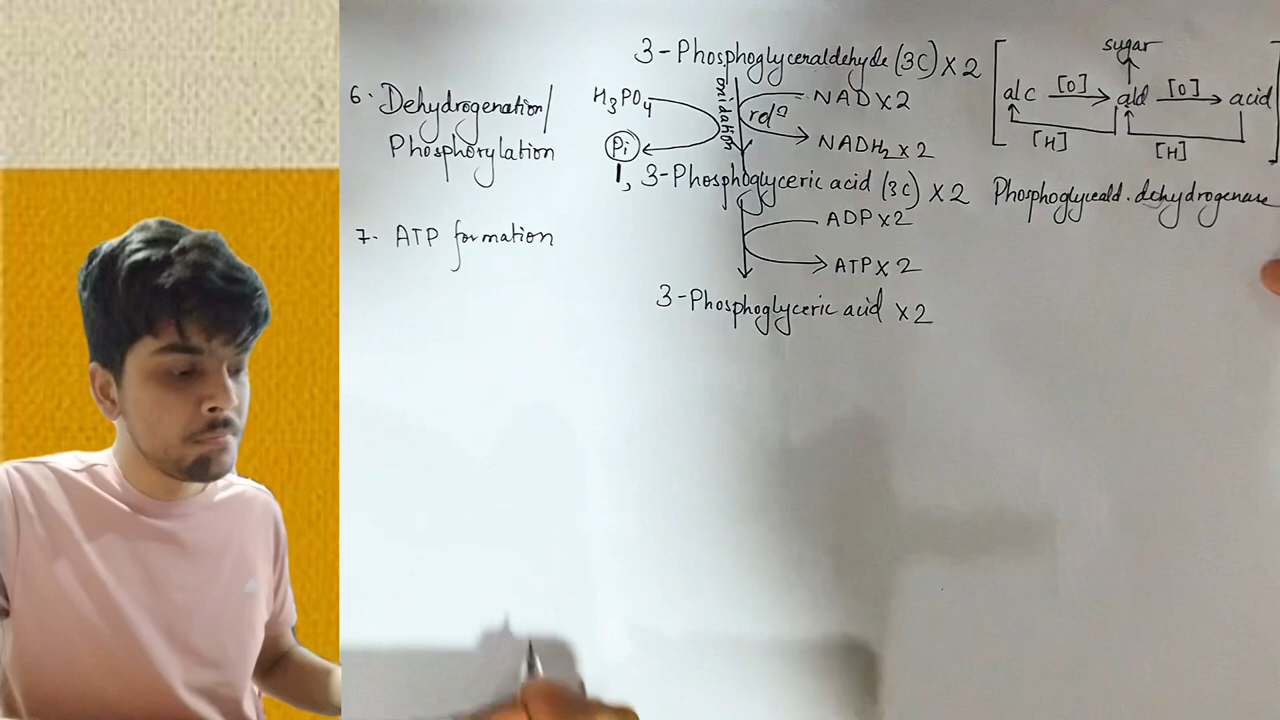 3-Phosphoglyceraldehyde (3C) X 2
sugar
alc [O] ald [O] acid
[H] [H]
6. Dehydrogenation/
Phosphorylation
H3PO4
Pi
oxidation
redn
NAD X 2
NADH2 X 2
1, 3-Phosphoglyceric acid (3C) X 2
Phosphoglyceald. dehydrogenase
7. ATP formation
ADP X 2
ATP X 2
3-Phosphoglyceric acid X 2